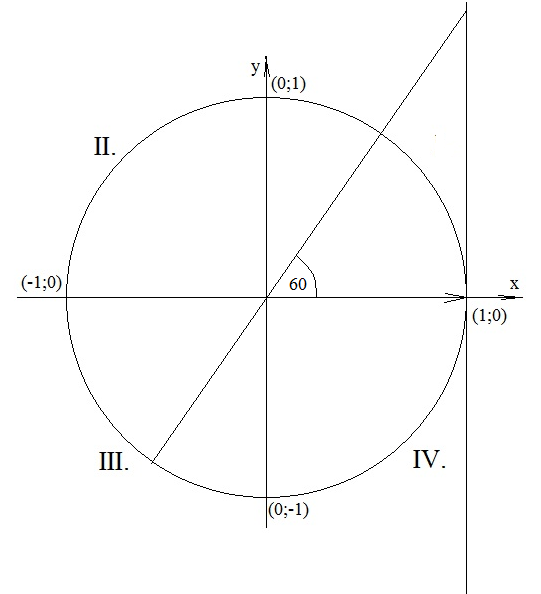 y
(0;1)
II.
(-1;0)
60
x
(1;0)
III.
IV.
(0;-1)